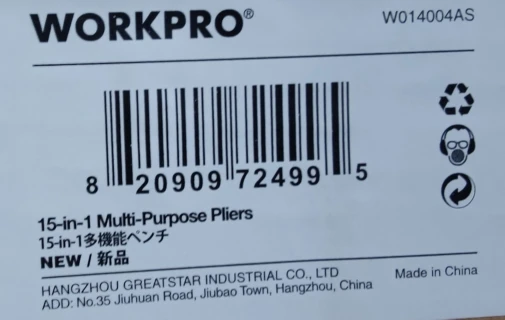 WORKPRO®
W014004AS
8 20909 72499 5
15-in-1 Multi-Purpose Pliers
15-in-1多機能ペンチ
NEW / 新品
HANGZHOU GREATSTAR INDUSTRIAL CO., LTD
ADD: No.35 Jiuhuan Road, Jiubao Town, Hangzhou, China
Made in China